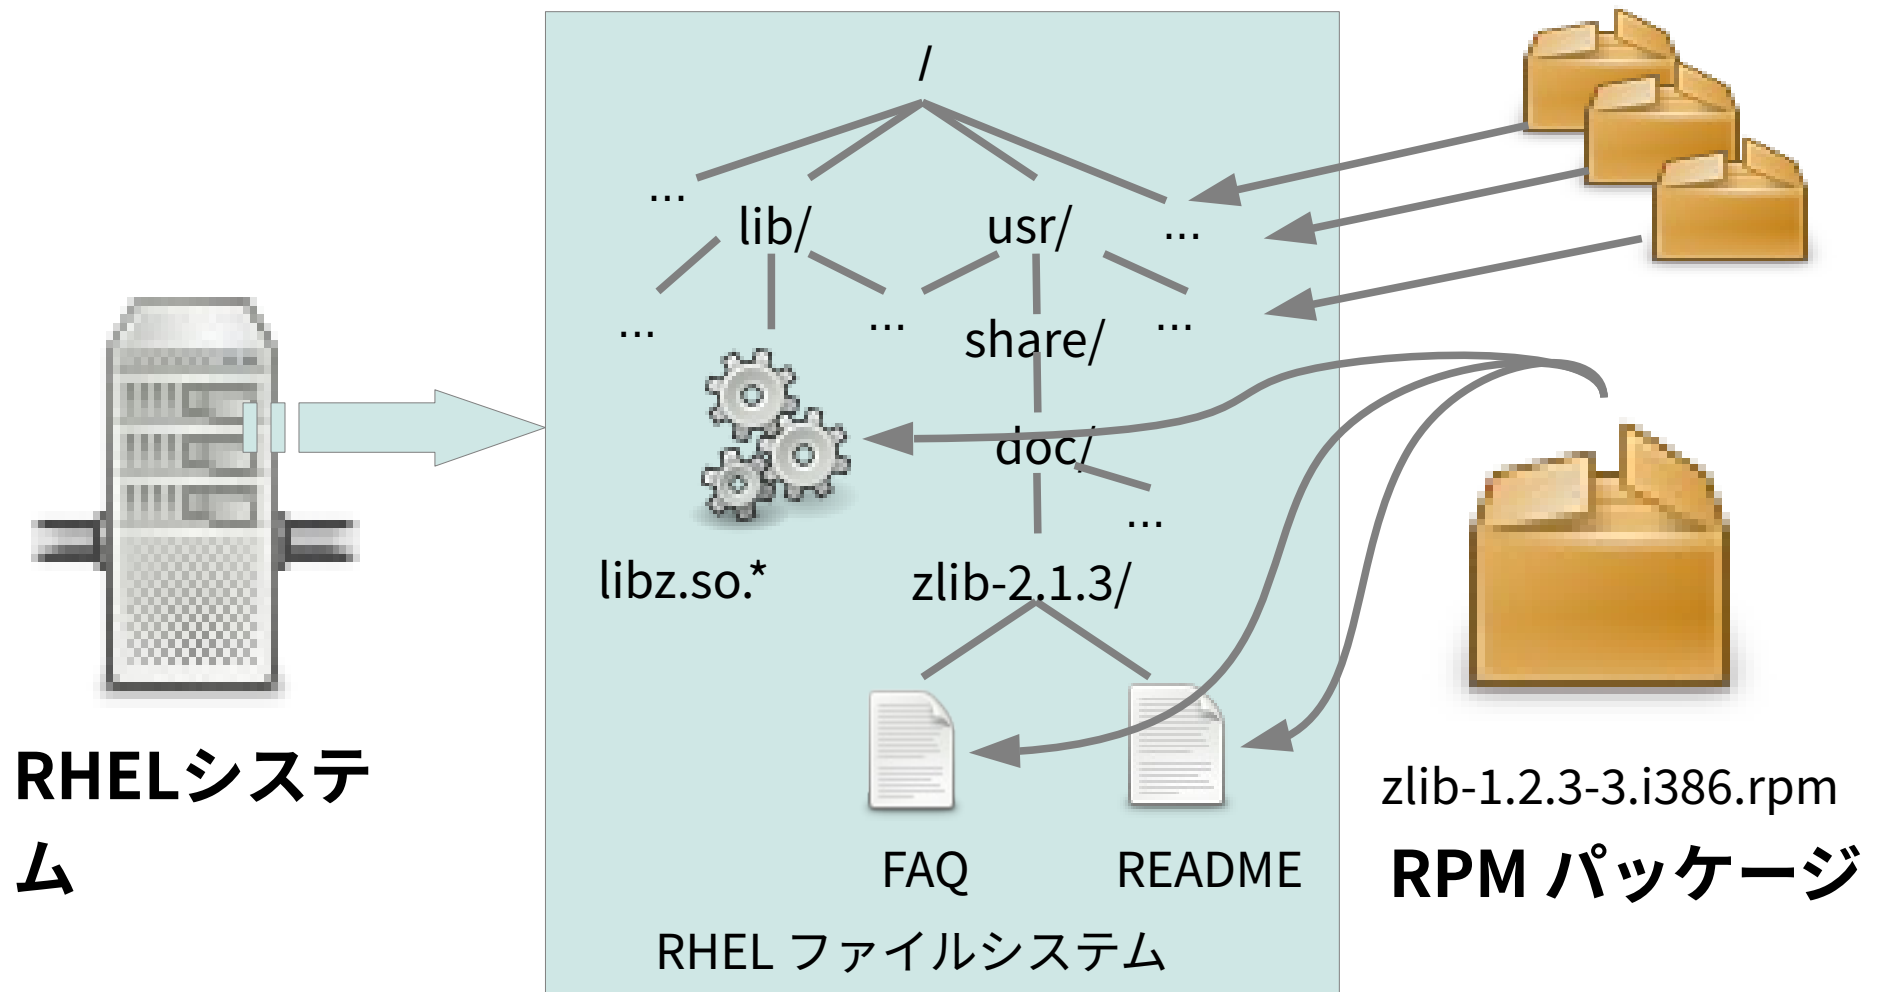 /
...
lib/
usr/
...
...
...
share/
...
doc/
...
libz.so.*
zlib-2.1.3/
FAQ
README
RHEL ファイルシステム
RHELシステ
ム
zlib-1.2.3-3.i386.rpm
RPM パッケージ